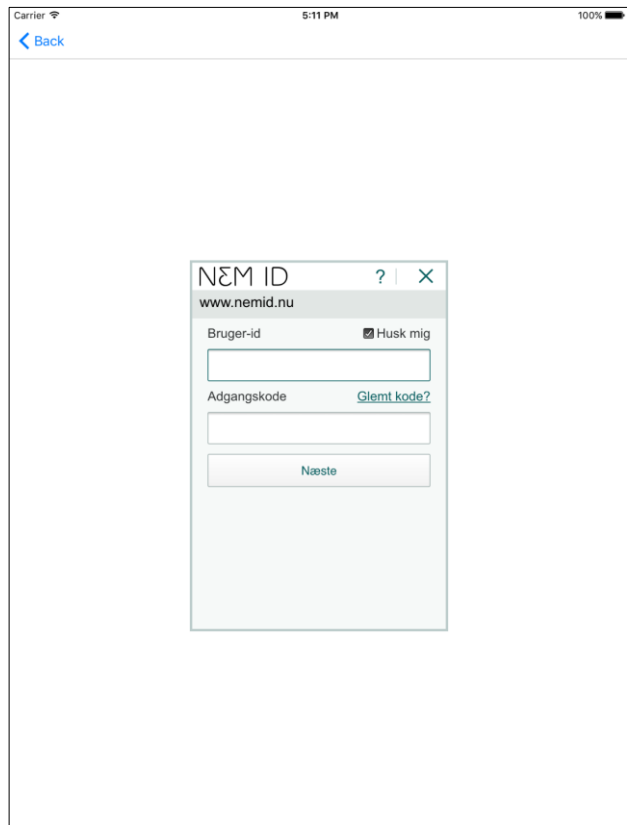 Carrier 5:11 PM 100%
Back
NEM ID ?
www.nemid.nu
Bruger-id Husk mig
Adgangskode Glemt kode?
Næste